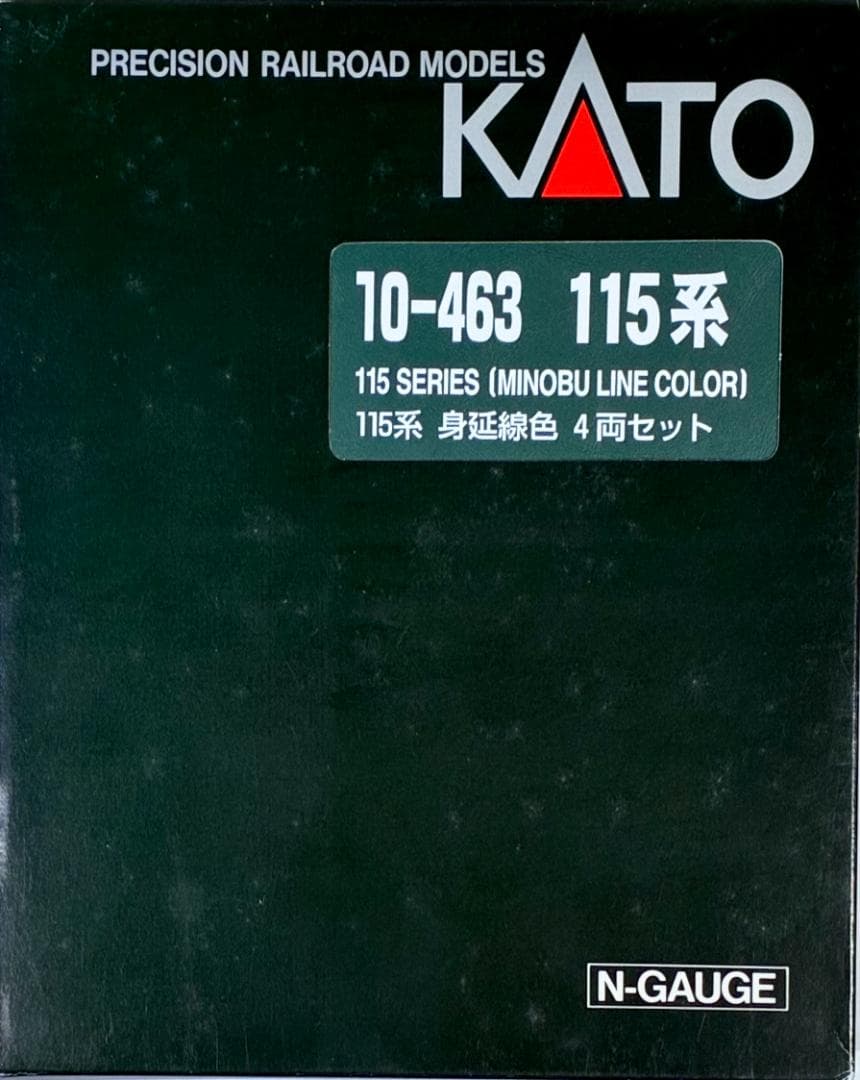 PRECISION RAILROAD MODELS
KATO
10-463 115系
115 SERIES (MINOBU LINE COLOR)
115系 身延線色 4両セット
N-GAUGE